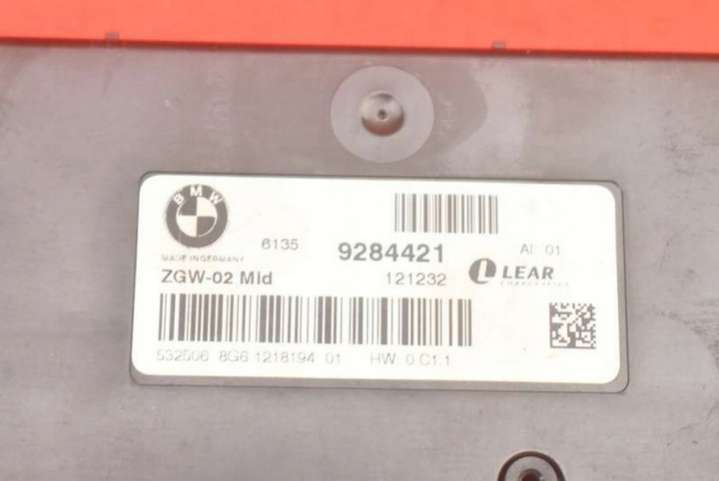 BMW
6135 9284421 AI 01
MADE IN GERMANY
ZGW-02 Mid 121232 LEAR
CORPORATION
532506 8G6 1218194 01 HW 0 C1.1